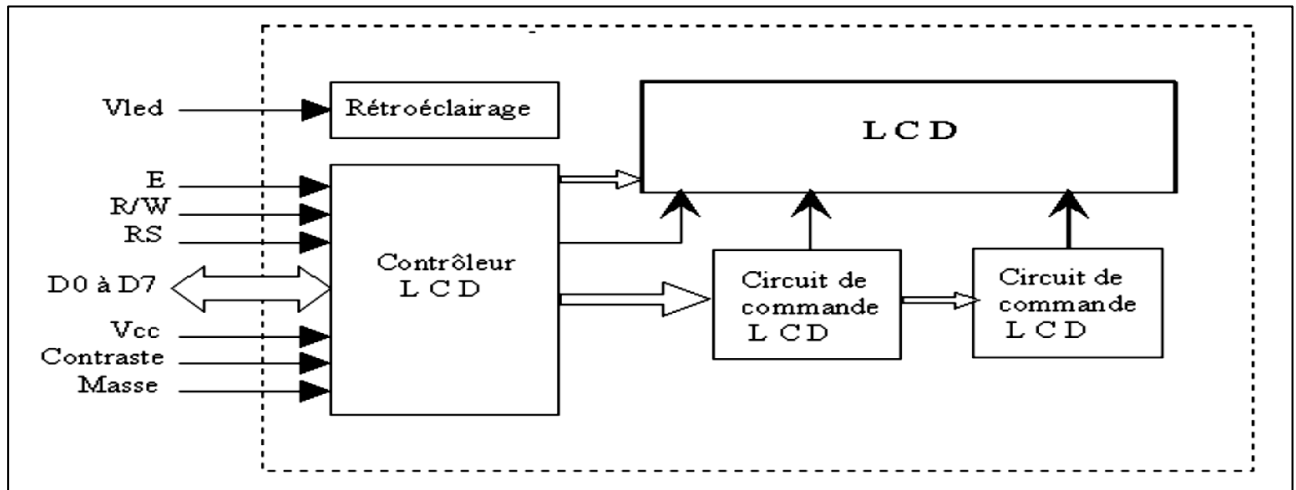 Vled
Rétroéclairage
L C D
E
R/W
RS
D0 à D7
Vcc
Contraste
Masse
Contrôleur
L C D
Circuit de
commande
L C D
Circuit de
commande
L C D